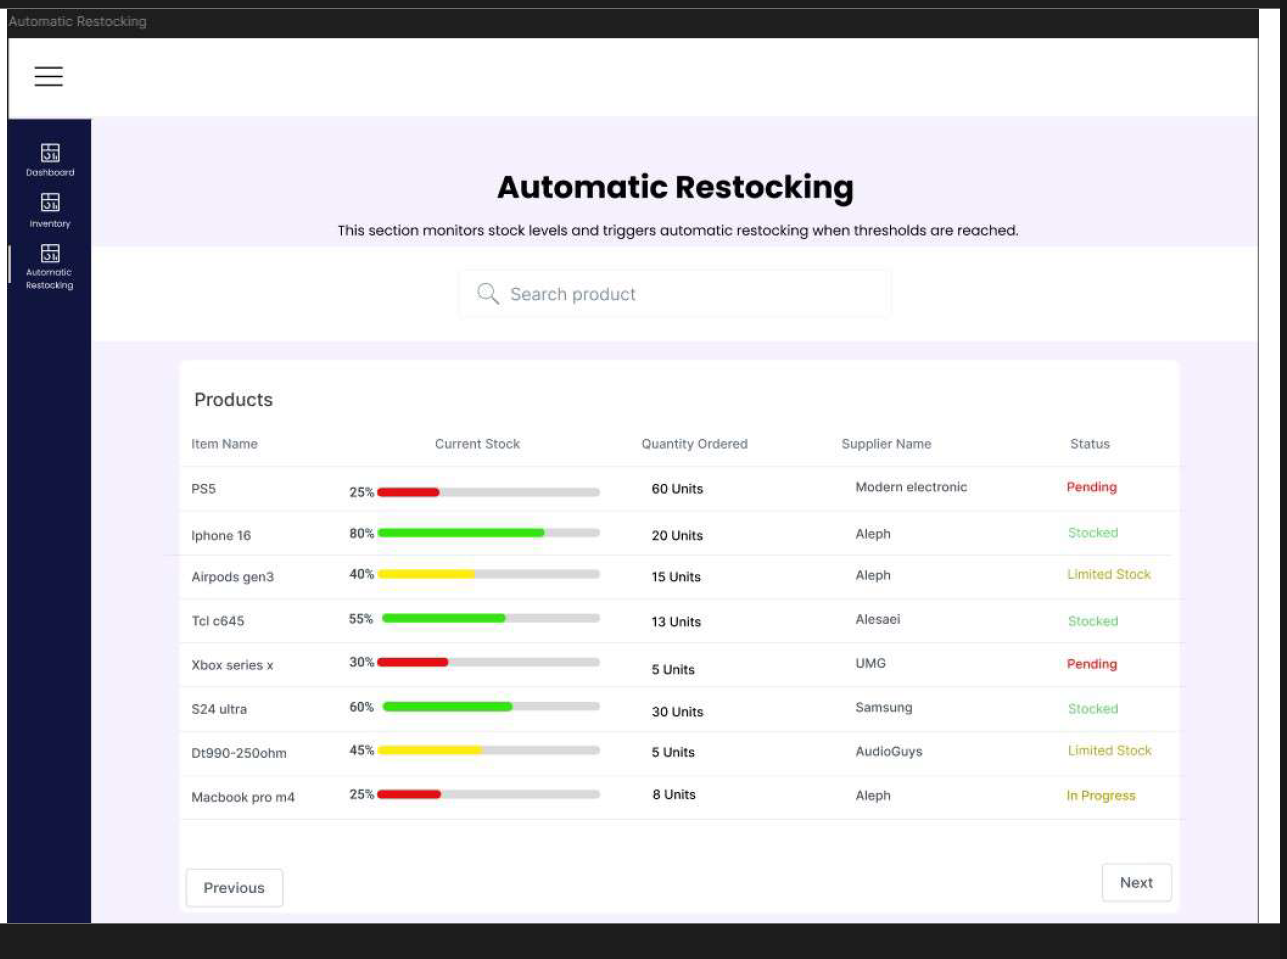 Automatic Restocking
Dashboard
Inventory
Automatic
Restocking
Automatic Restocking
This section monitors stock levels and triggers automatic restocking when thresholds are reached.
Search product
Products
Item Name Current Stock Quantity Ordered Supplier Name Status
PS5 25% 60 Units Modern electronic Pending
Iphone 16 80% 20 Units Aleph Stocked
Airpods gen3 40% 15 Units Aleph Limited Stock
Tcl c645 55% 13 Units Alesaei Stocked
Xbox series x 30% 5 Units UMG Pending
S24 ultra 60% 30 Units Samsung Stocked
Dt990-250ohm 45% 5 Units AudioGuys Limited Stock
Macbook pro m4 25% 8 Units Aleph In Progress
Previous Next